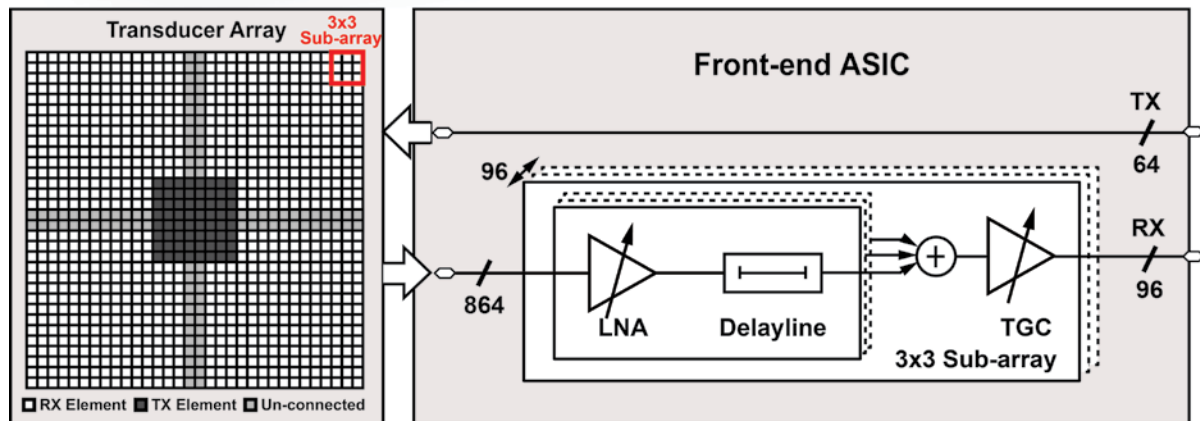 Transducer Array
3x3
Sub-array
RX Element TX Element Un-connected
Front-end ASIC
TX
64
96
RX
96
864
LNA
Delayline
+
TGC
3x3 Sub-array